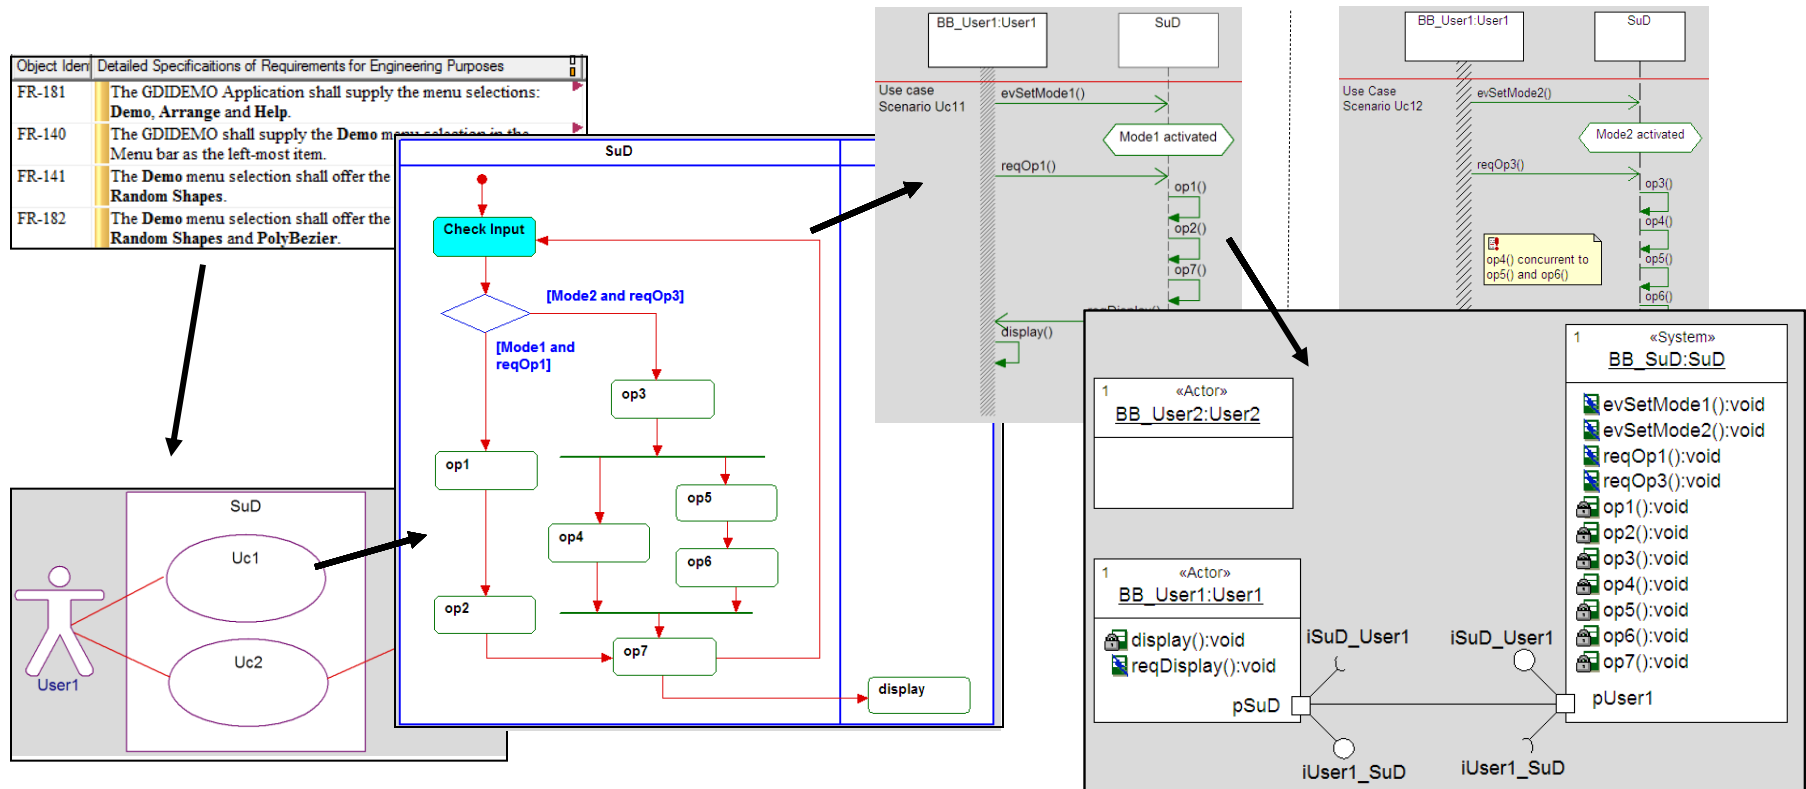 Object Iden
Detailed Specificaitions of Requirements for Engineering Purposes
FR-181
The GDIDEMO Application shall supply the menu selections:
Demo, Arrange and Help.
FR-140
The GDIDEMO shall supply the Demo menu selection in the
Menu bar as the left-most item.
FR-141
The Demo menu selection shall offer the
Random Shapes.
FR-182
The Demo menu selection shall offer the
Random Shapes and PolyBezier.
SuD
Uc1
Uc2
User1
SuD
Check Input
[Mode2 and reqOp3]
[Mode1 and
reqOp1]
op3
op1
op5
op4
op6
op2
op7
display
BB_User1:User1
SuD
Use case
Scenario Uc11
evSetMode1()
Mode1 activated
reqOp1()
op1()
op2()
op7()
reqDisplay()
display()
BB_User1:User1
SuD
Use Case
Scenario Uc12
evSetMode2()
Mode2 activated
reqOp3()
op3()
op4()
op4() concurrent to
op5() and op6()
op5()
op6()
1
«Actor»
BB_User2:User2
1
«Actor»
BB_User1:User1
display():void
reqDisplay():void
pSuD
iSuD_User1
iUser1_SuD
1
«System»
BB_SuD:SuD
evSetMode1():void
evSetMode2():void
reqOp1():void
reqOp3():void
op1():void
op2():void
op3():void
op4():void
op5():void
op6():void
op7():void
iSuD_User1
pUser1
iUser1_SuD